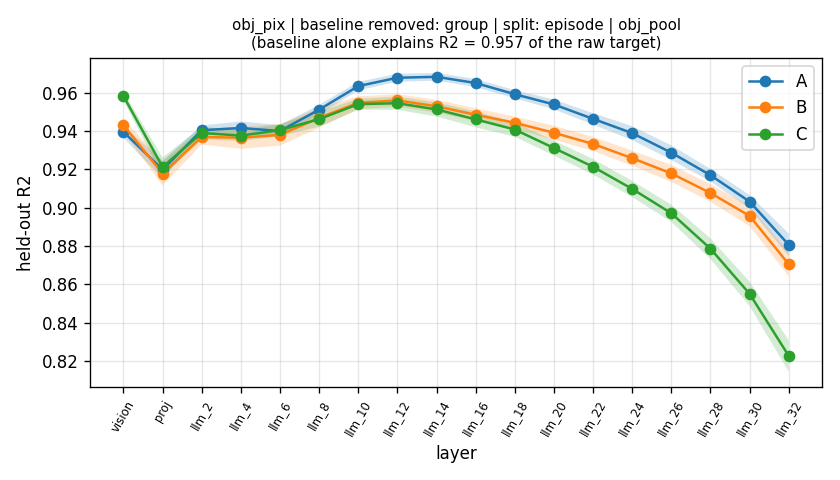 obj_pix | baseline removed: group | split: episode | obj_pool
(baseline alone explains R2 = 0.957 of the raw target)
A
B
C
held-out R2
0.96
0.94
0.92
0.90
0.88
0.86
0.84
0.82
vision
proj
llm_2
llm_4
llm_6
llm_8
llm_10
llm_12
llm_14
llm_16
llm_18
llm_20
llm_22
llm_24
llm_26
llm_28
llm_30
llm_32
layer